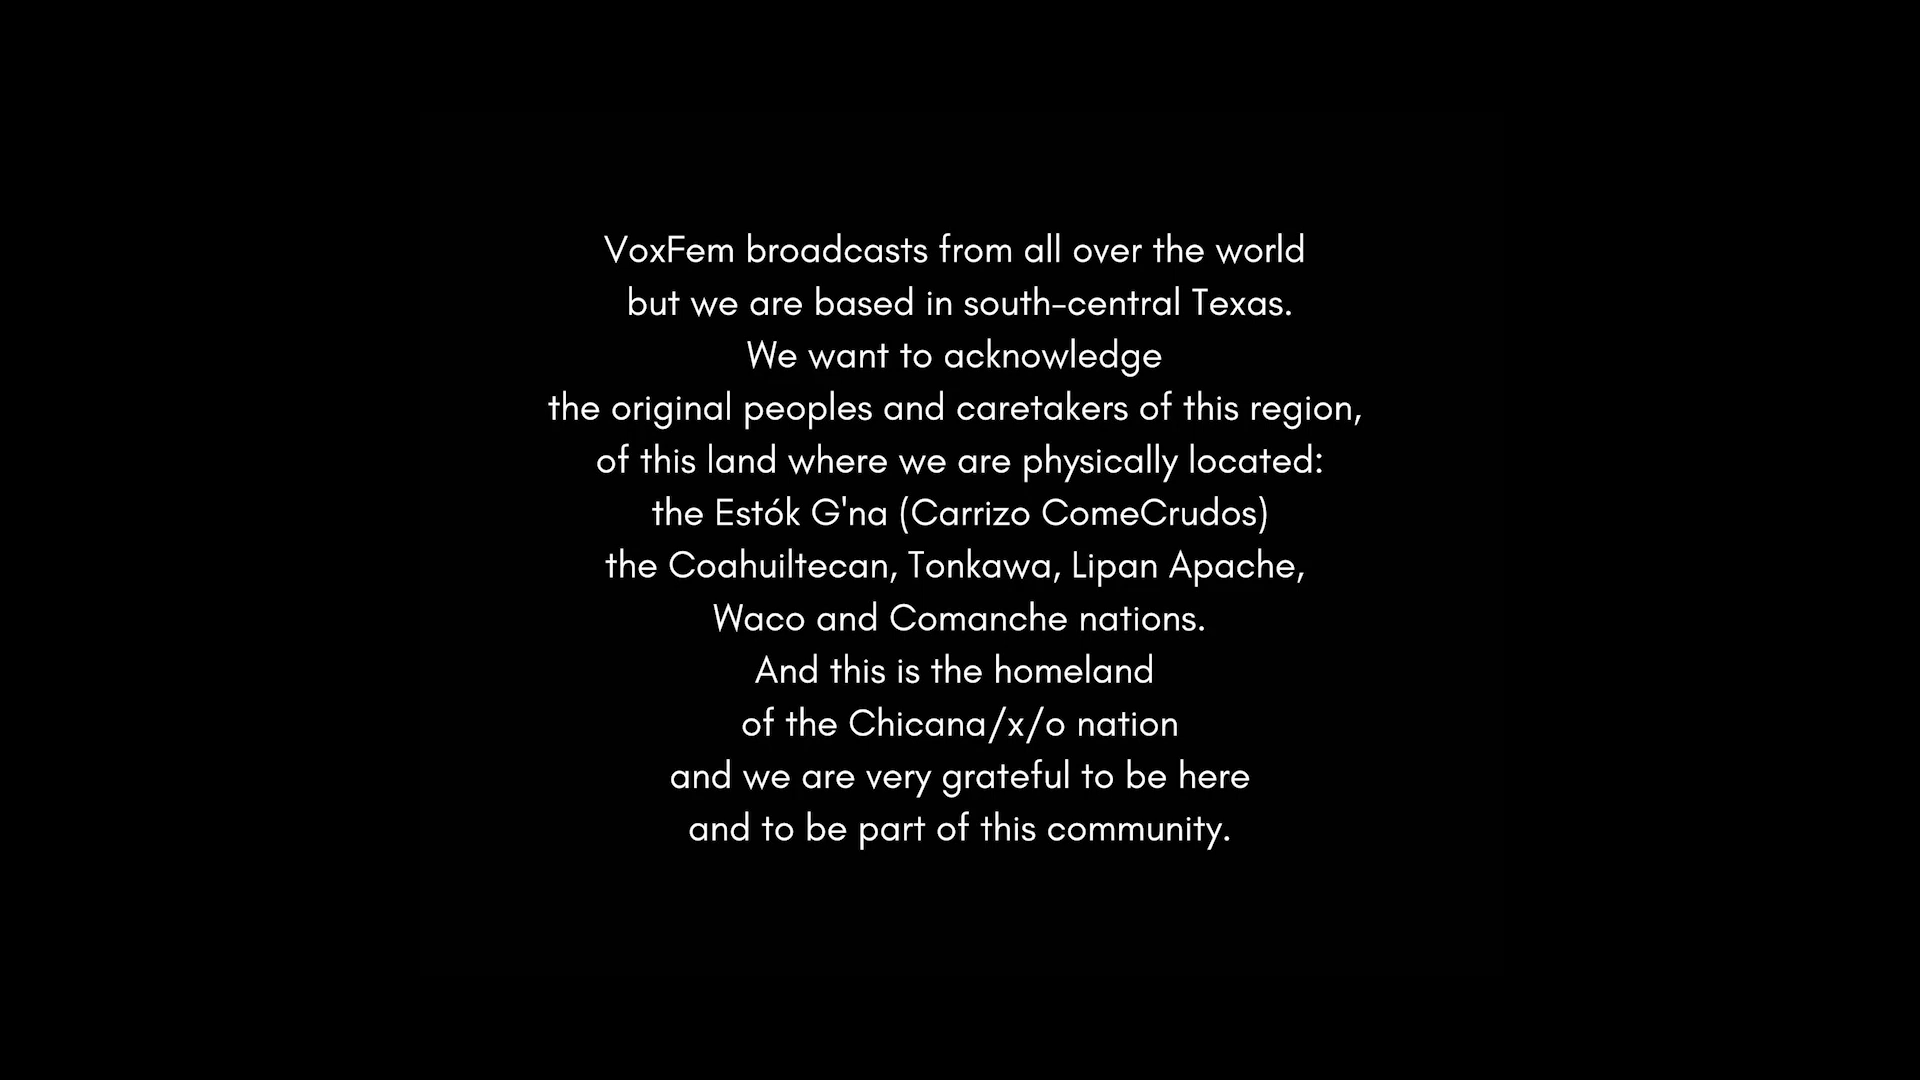 VoxFem broadcasts from all over the world
but we are based in south-central Texas.
We want to acknowledge
the original peoples and caretakers of this region,
of this land where we are physically located:
the Estók G'na (Carrizo ComeCrudos)
the Coahuiltecan, Tonkawa, Lipan Apache,
Waco and Comanche nations.
And this is the homeland
of the Chicana/x/o nation
and we are very grateful to be here
and to be part of this community.